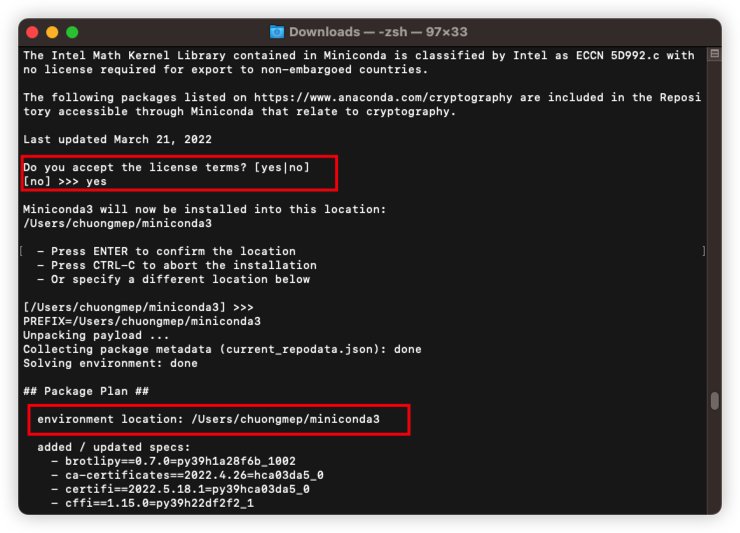 Downloads — -zsh — 97×33
The Intel Math Kernel Library contained in Miniconda is classified by Intel as ECCN 5D992.c with
no license required for export to non-embargoed countries.
The following packages listed on https://www.anaconda.com/cryptography are included in the Reposi
tory accessible through Miniconda that relate to cryptography.
Last updated March 21, 2022
Do you accept the license terms? [yes|no]
[no] >>> yes
Miniconda3 will now be installed into this location:
/Users/chuongmep/miniconda3
[ - Press ENTER to confirm the location ]
- Press CTRL-C to abort the installation
- Or specify a different location below
[/Users/chuongmep/miniconda3] >>>
PREFIX=/Users/chuongmep/miniconda3
Unpacking payload ...
Collecting package metadata (current_repodata.json): done
Solving environment: done
## Package Plan ##
environment location: /Users/chuongmep/miniconda3
added / updated specs:
- brotlipy==0.7.0=py39h1a28f6b_1002
- ca-certificates==2022.4.26=hca03da5_0
- certifi==2022.5.18.1=py39hca03da5_0
- cffi==1.15.0=py39h22df2f2_1